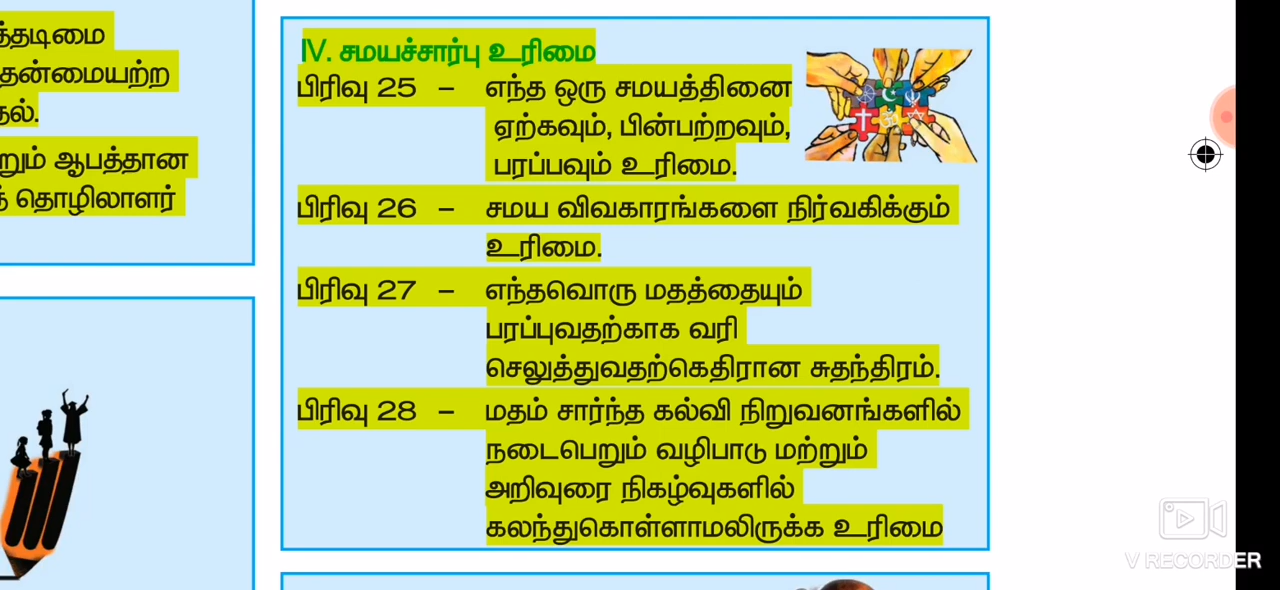 த்தடிமை
தன்மையற்ற
தல்.
றும் ஆபத்தான
தொழிலாளர்
IV. சமயச்சார்பு உரிமை
பிரிவு 25 – எந்த ஒரு சமயத்தினை
ஏற்கவும், பின்பற்றவும்,
பரப்பவும் உரிமை.
பிரிவு 26 – சமய விவகாரங்களை நிர்வகிக்கும்
உரிமை.
பிரிவு 27 – எந்தவொரு மதத்தையும்
பரப்புவதற்காக வரி
செலுத்துவதற்கெதிரான சுதந்திரம்.
பிரிவு 28 – மதம் சார்ந்த கல்வி நிறுவனங்களில்
நடைபெறும் வழிபாடு மற்றும்
அறிவுரை நிகழ்வுகளில்
கலந்துகொள்ளாமலிருக்க உரிமை
V RECORDER